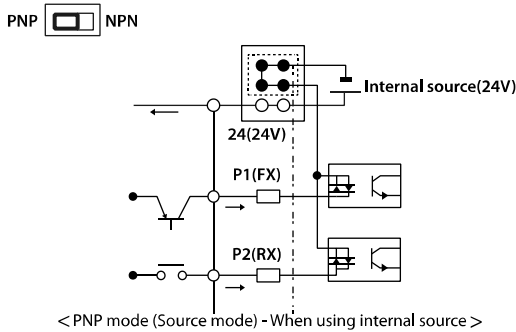 PNP NPN
Internal source(24V)
24(24V)
P1(FX)
P2(RX)
< PNP mode (Source mode) - When using internal source >